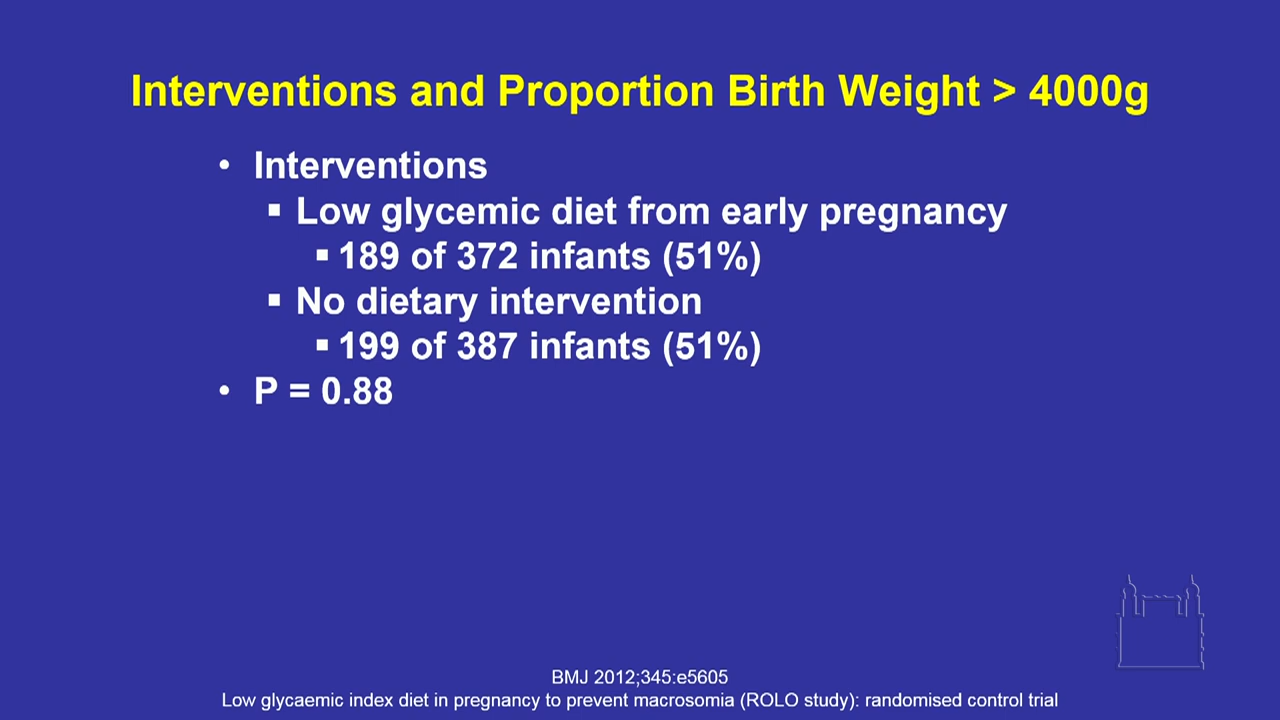 Interventions and Proportion Birth Weight > 4000g
• Interventions
▪ Low glycemic diet from early pregnancy
▪ 189 of 372 infants (51%)
▪ No dietary intervention
▪ 199 of 387 infants (51%)
• P = 0.88
BMJ 2012;345:e5605
Low glycaemic index diet in pregnancy to prevent macrosomia (ROLO study): randomised control trial